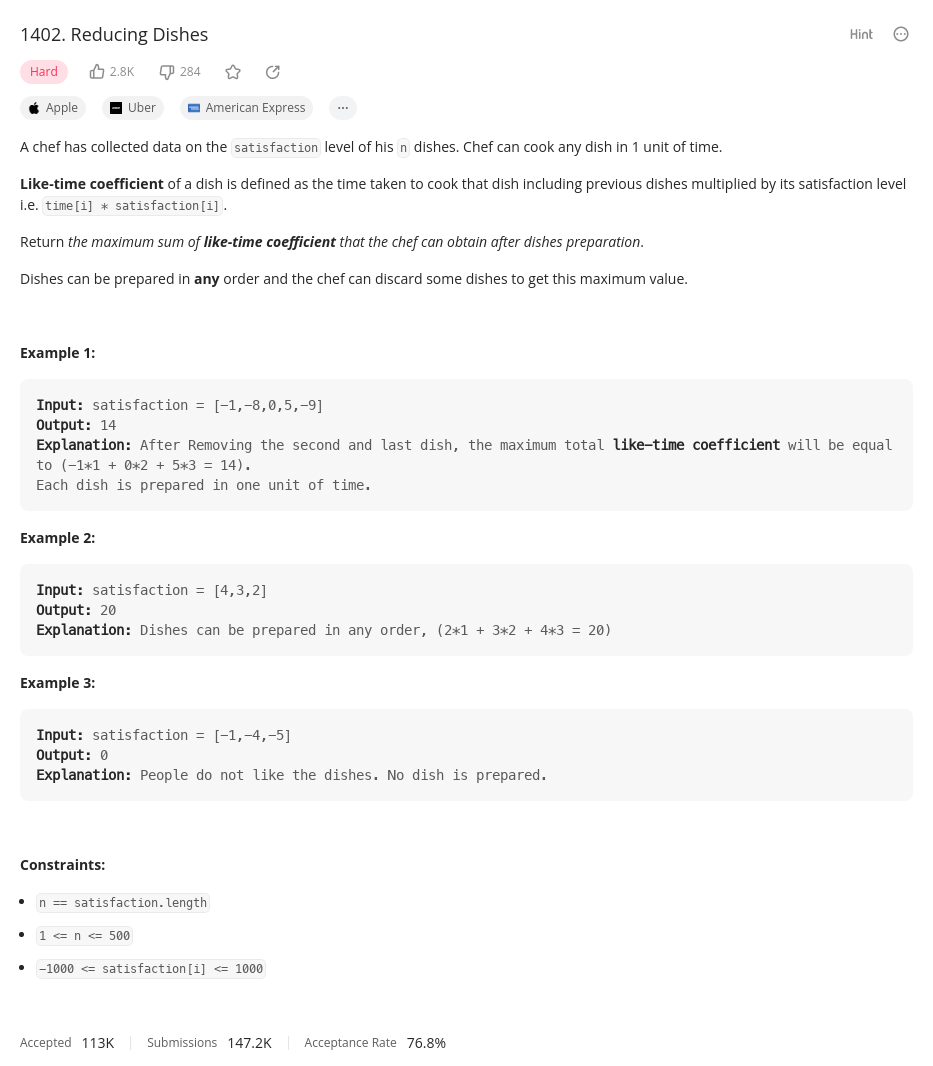 1402. Reducing Dishes
Hint
Hard 2.8K 284
Apple Uber American Express ...
A chef has collected data on the satisfaction level of his n dishes. Chef can cook any dish in 1 unit of time.
Like-time coefficient of a dish is defined as the time taken to cook that dish including previous dishes multiplied by its satisfaction level
i.e. time[i] * satisfaction[i].
Return the maximum sum of like-time coefficient that the chef can obtain after dishes preparation.
Dishes can be prepared in any order and the chef can discard some dishes to get this maximum value.
Example 1:
Input: satisfaction = [-1,-8,0,5,-9]
Output: 14
Explanation: After Removing the second and last dish, the maximum total like-time coefficient will be equal
to (-1*1 + 0*2 + 5*3 = 14).
Each dish is prepared in one unit of time.
Example 2:
Input: satisfaction = [4,3,2]
Output: 20
Explanation: Dishes can be prepared in any order, (2*1 + 3*2 + 4*3 = 20)
Example 3:
Input: satisfaction = [-1,-4,-5]
Output: 0
Explanation: People do not like the dishes. No dish is prepared.
Constraints:
• n == satisfaction.length
• 1 <= n <= 500
• -1000 <= satisfaction[i] <= 1000
Accepted 113K Submissions 147.2K Acceptance Rate 76.8%